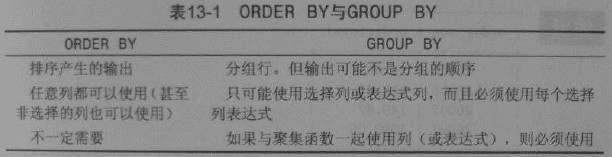 表13-1 ORDER BY与GROUP BY
ORDER BY GROUP BY
排序产生的输出 分组行。但输出可能不是分组的顺序
任意列都可以使用（甚至 只可能使用选择列或表达式列，而且必须使用每个选择
非选择的列也可以使用） 列表达式
不一定需要 如果与聚集函数一起使用列（或表达式），则必须使用